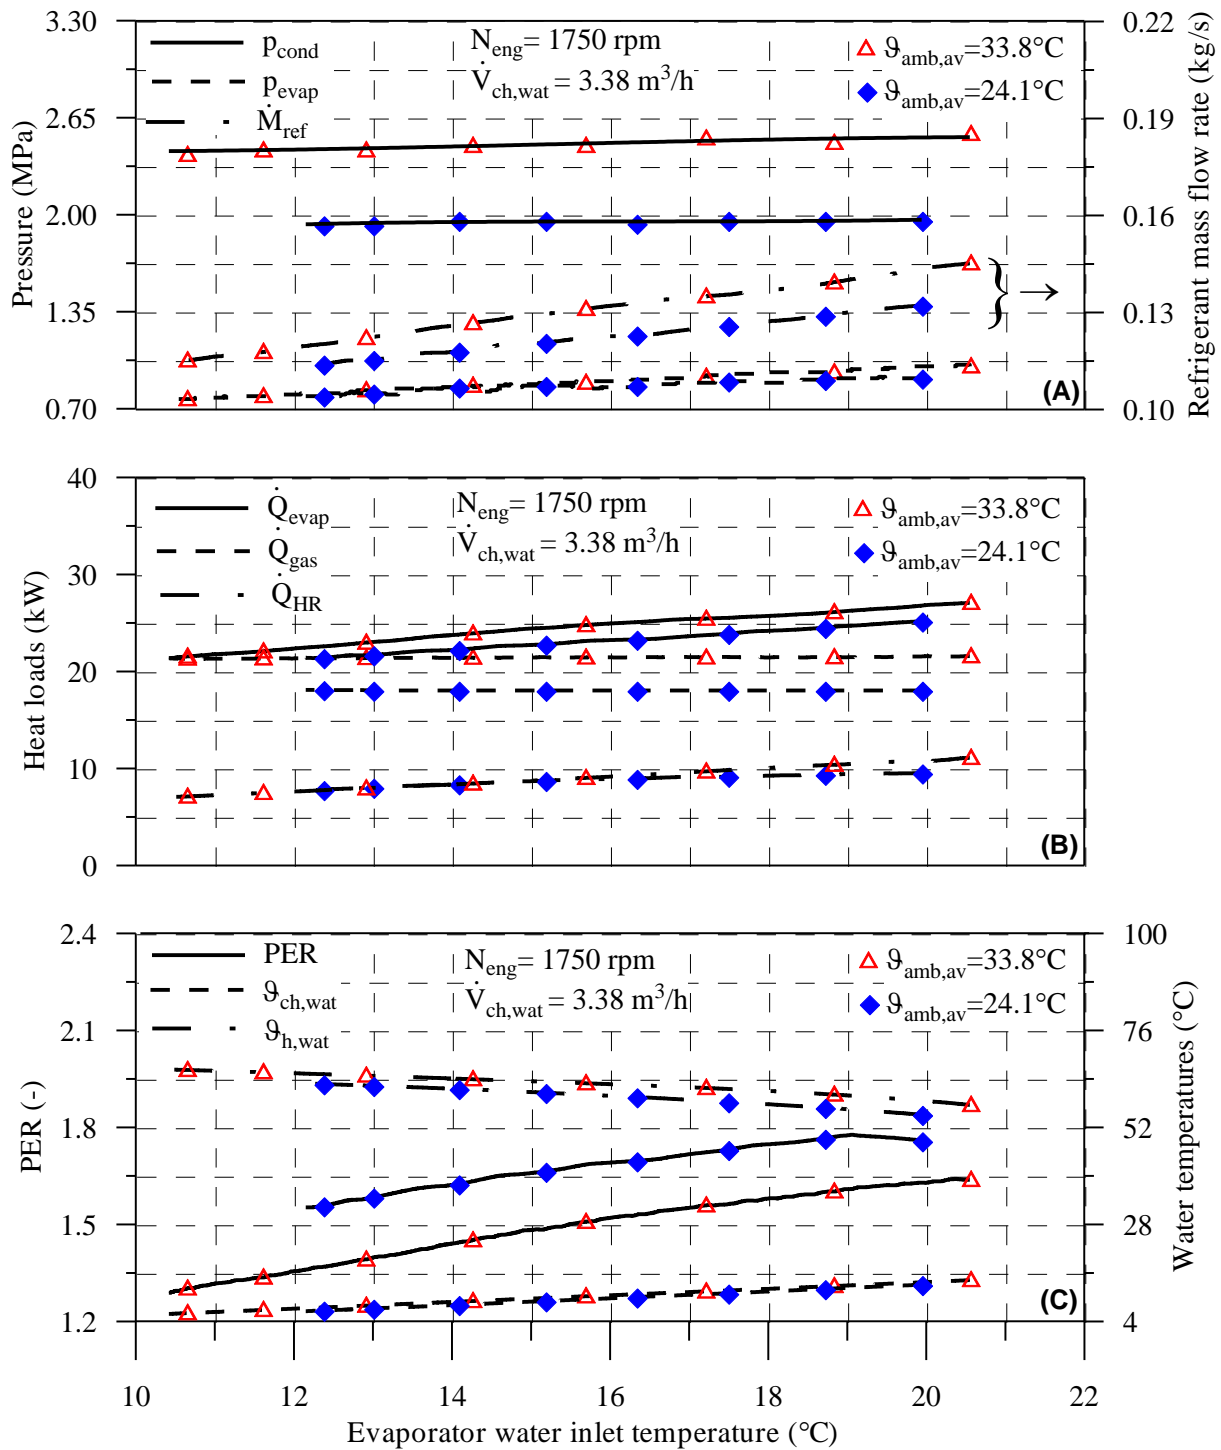 3.30
2.65
2.00
1.35
0.70
Pressure (MPa)
p_cond
p_evap
Ṁ_ref
N_eng= 1750 rpm
V̇_ch,wat = 3.38 m³/h
ϑ_amb,av=33.8°C
ϑ_amb,av=24.1°C
}→
(A)
0.22
0.19
0.16
0.13
0.10
Refrigerant mass flow rate (kg/s)
40
30
20
10
0
Heat loads (kW)
Q̇_evap
Q̇_gas
Q̇_HR
N_eng= 1750 rpm
V̇_ch,wat = 3.38 m³/h
ϑ_amb,av=33.8°C
ϑ_amb,av=24.1°C
(B)
2.4
2.1
1.8
1.5
1.2
PER (-)
PER
ϑ_ch,wat
ϑ_h,wat
N_eng= 1750 rpm
V̇_ch,wat = 3.38 m³/h
ϑ_amb,av=33.8°C
ϑ_amb,av=24.1°C
(C)
100
76
52
28
4
Water temperatures (°C)
10 12 14 16 18 20 22
Evaporator water inlet temperature (°C)